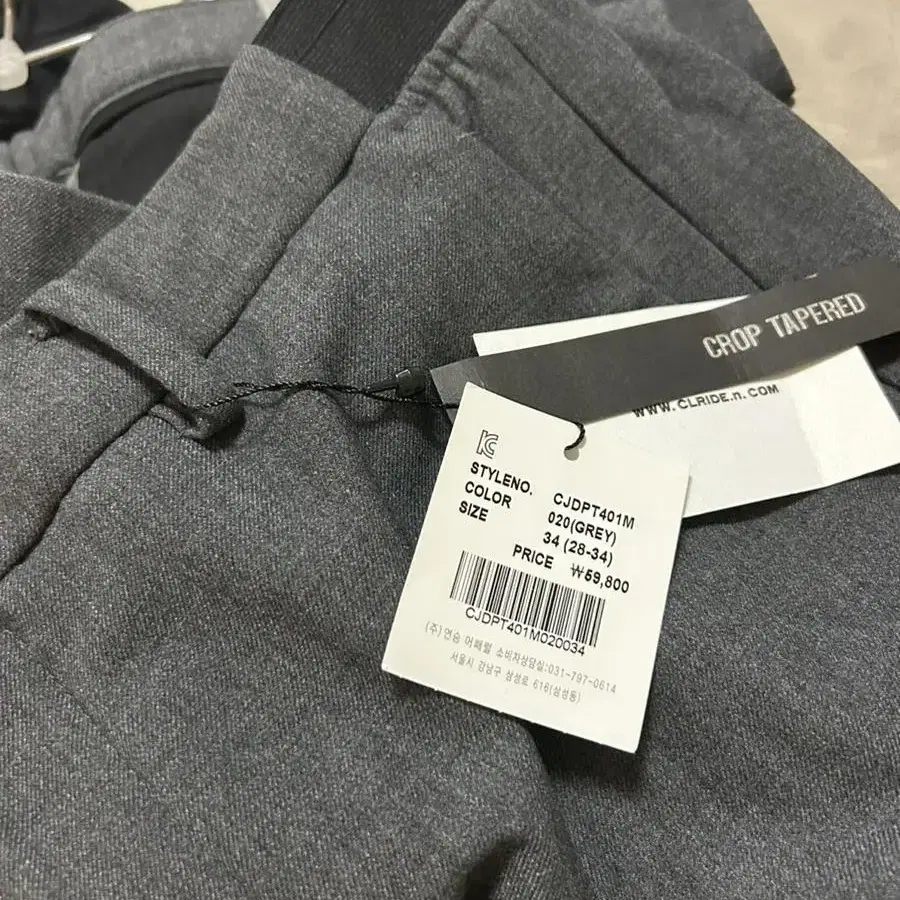 CROP TAPERED
WWW.CLRIDE.n.COM
STYLENO. CJDPT401M
COLOR 020(GREY)
SIZE 34 (28-34)
PRICE ₩59,800
CJDPT401M020034
(주)연승 어패럴 소비자상담실:031-797-0614
서울시 강남구 삼성로 616(삼성동)